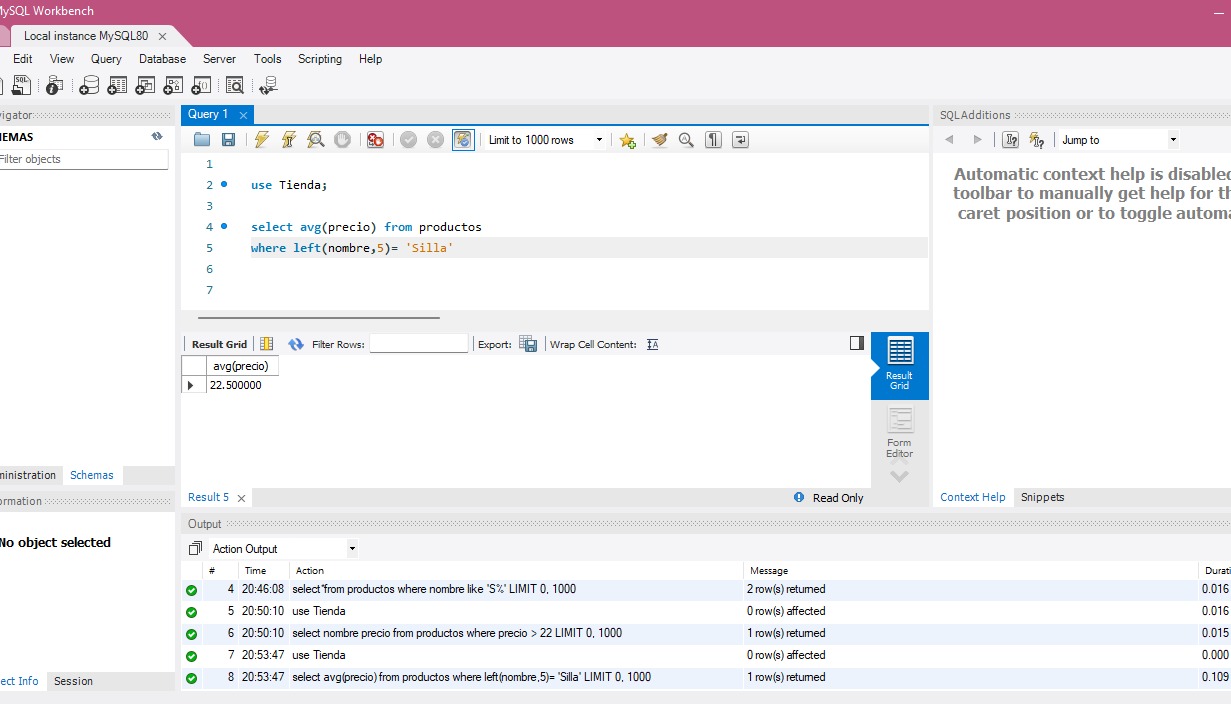 MySQL Workbench
Local instance MySQL80
Edit View Query Database Server Tools Scripting Help
vigator
HEMAS
Filter objects
Query 1
Limit to 1000 rows
1
2 use Tienda;
3
4 select avg(precio) from productos
5 where left(nombre,5)= 'Silla'
6
7
SQLAdditions
Jump to
Automatic context help is disabled
toolbar to manually get help for th
caret position or to toggle automa
Result Grid Filter Rows: Export: Wrap Cell Content:
avg(precio)
22.500000
Result
Grid
Form
Editor
ministration Schemas
Result 5 Read Only
Context Help Snippets
ormation
No object selected
Output
Action Output
# Time Action Message Durati
4 20:46:08 select*from productos where nombre like 'S%' LIMIT 0, 1000 2 row(s) returned 0.016
5 20:50:10 use Tienda 0 row(s) affected 0.016
6 20:50:10 select nombre precio from productos where precio > 22 LIMIT 0, 1000 1 row(s) returned 0.015
7 20:53:47 use Tienda 0 row(s) affected 0.000
8 20:53:47 select avg(precio) from productos where left(nombre,5)= 'Silla' LIMIT 0, 1000 1 row(s) returned 0.109
ect Info Session